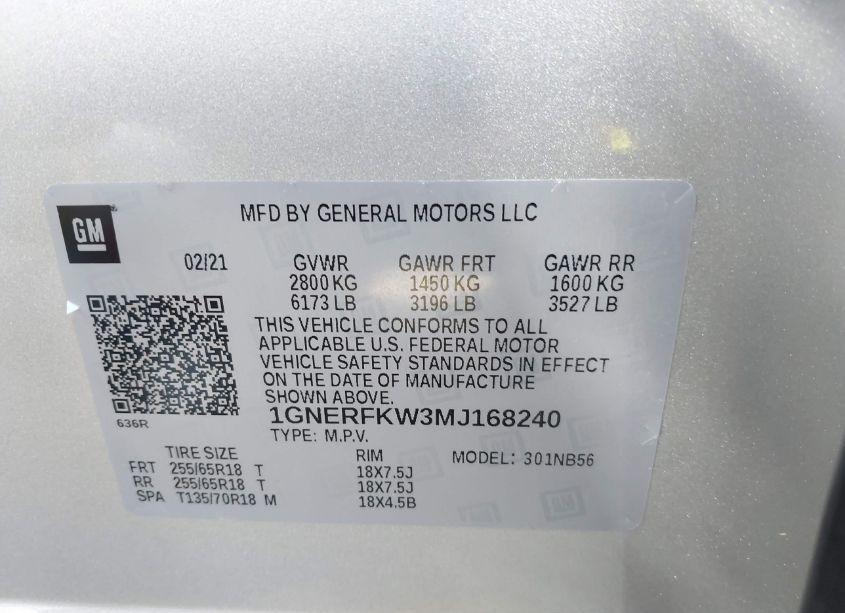 GM
MFD BY GENERAL MOTORS LLC
02/21 GVWR GAWR FRT GAWR RR
2800 KG 1450 KG 1600 KG
6173 LB 3196 LB 3527 LB
THIS VEHICLE CONFORMS TO ALL
APPLICABLE U.S. FEDERAL MOTOR
VEHICLE SAFETY STANDARDS IN EFFECT
ON THE DATE OF MANUFACTURE
SHOWN ABOVE.
636R
1GNERFKW3MJ168240
TYPE: M.P.V.
TIRE SIZE RIM MODEL: 301NB56
FRT 255/65R18 T 18X7.5J
RR 255/65R18 T 18X7.5J
SPA T135/70R18 M 18X4.5B